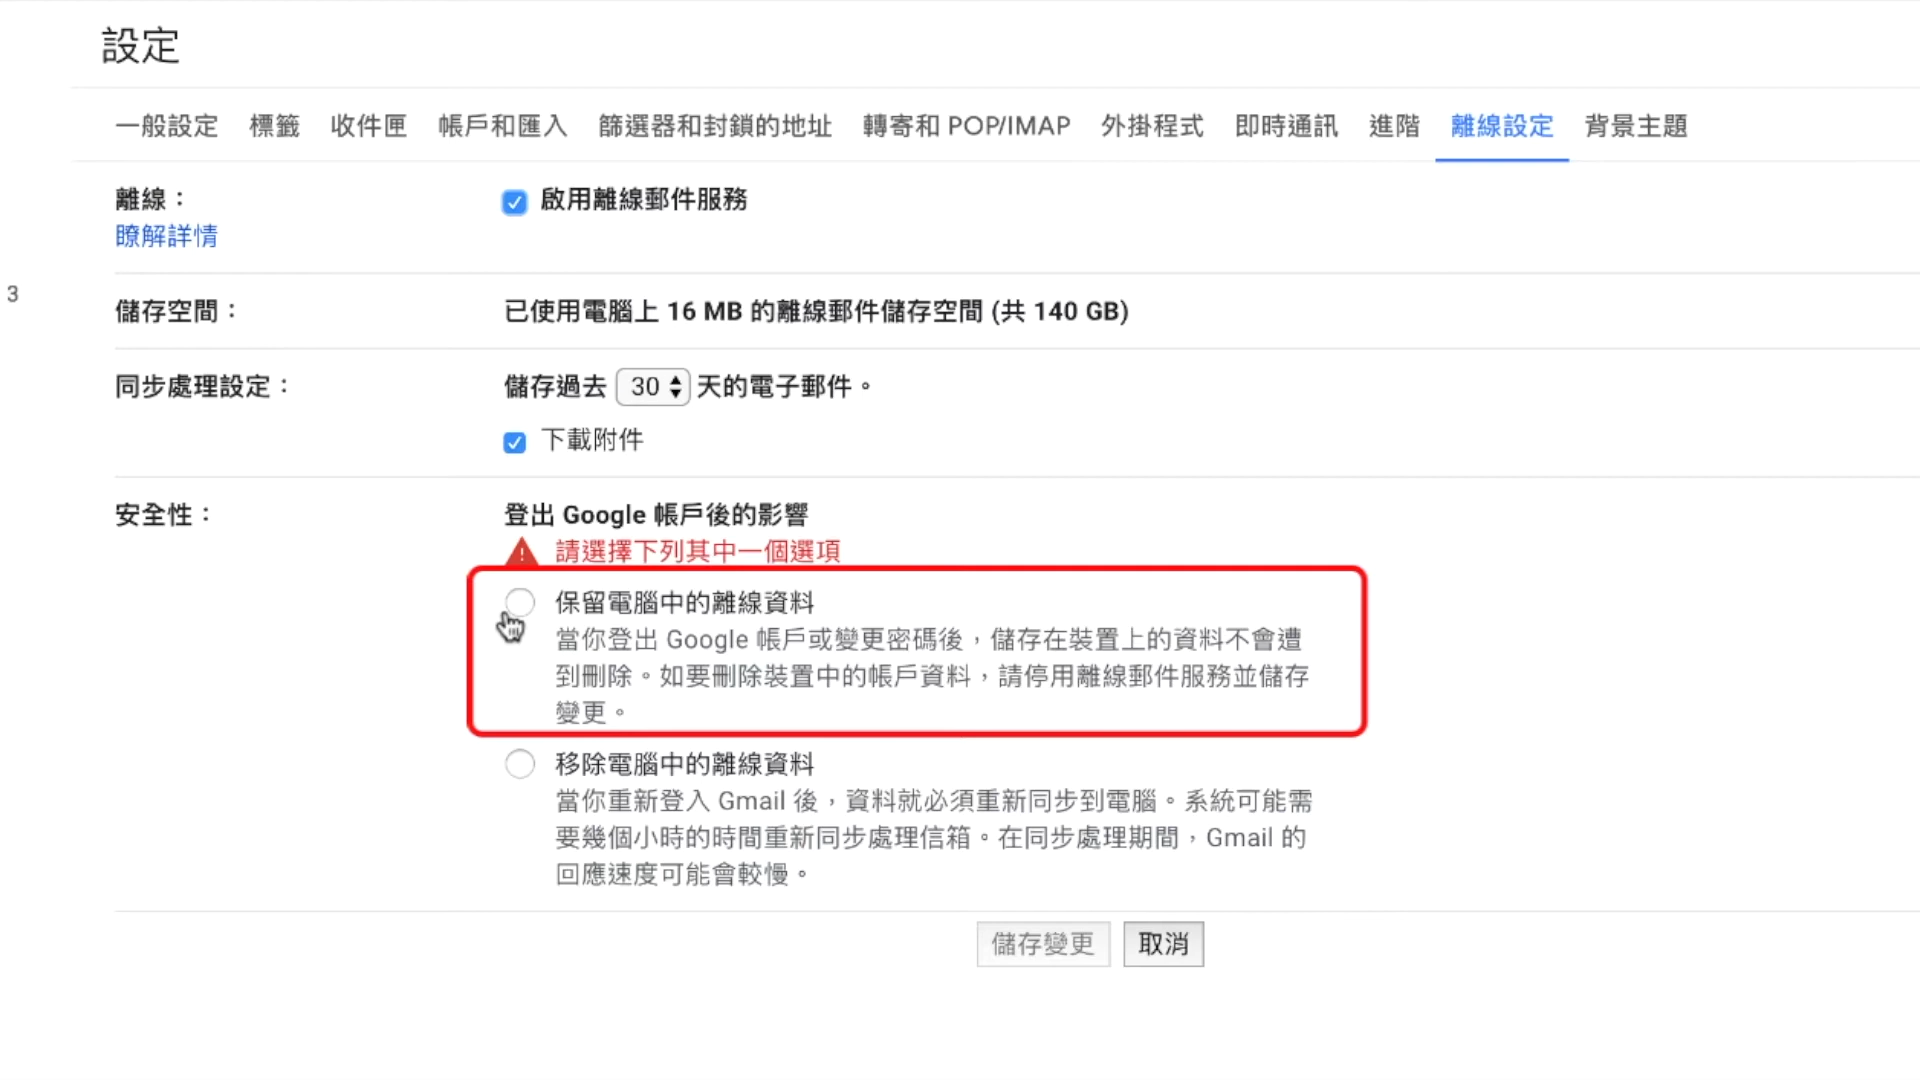 設定
一般設定 標籤 收件匣 帳戶和匯入 篩選器和封鎖的地址 轉寄和 POP/IMAP 外掛程式 即時通訊 進階 離線設定 背景主題
離線： 啟用離線郵件服務
瞭解詳情
3
儲存空間： 已使用電腦上 16 MB 的離線郵件儲存空間 (共 140 GB)
同步處理設定： 儲存過去 30 天的電子郵件。
下載附件
安全性： 登出 Google 帳戶後的影響
請選擇下列其中一個選項
保留電腦中的離線資料
當你登出 Google 帳戶或變更密碼後，儲存在裝置上的資料不會遭
到刪除。如要刪除裝置中的帳戶資料，請停用離線郵件服務並儲存
變更。
移除電腦中的離線資料
當你重新登入 Gmail 後，資料就必須重新同步到電腦。系統可能需
要幾個小時的時間重新同步處理信箱。在同步處理期間，Gmail 的
回應速度可能會較慢。
儲存變更 取消